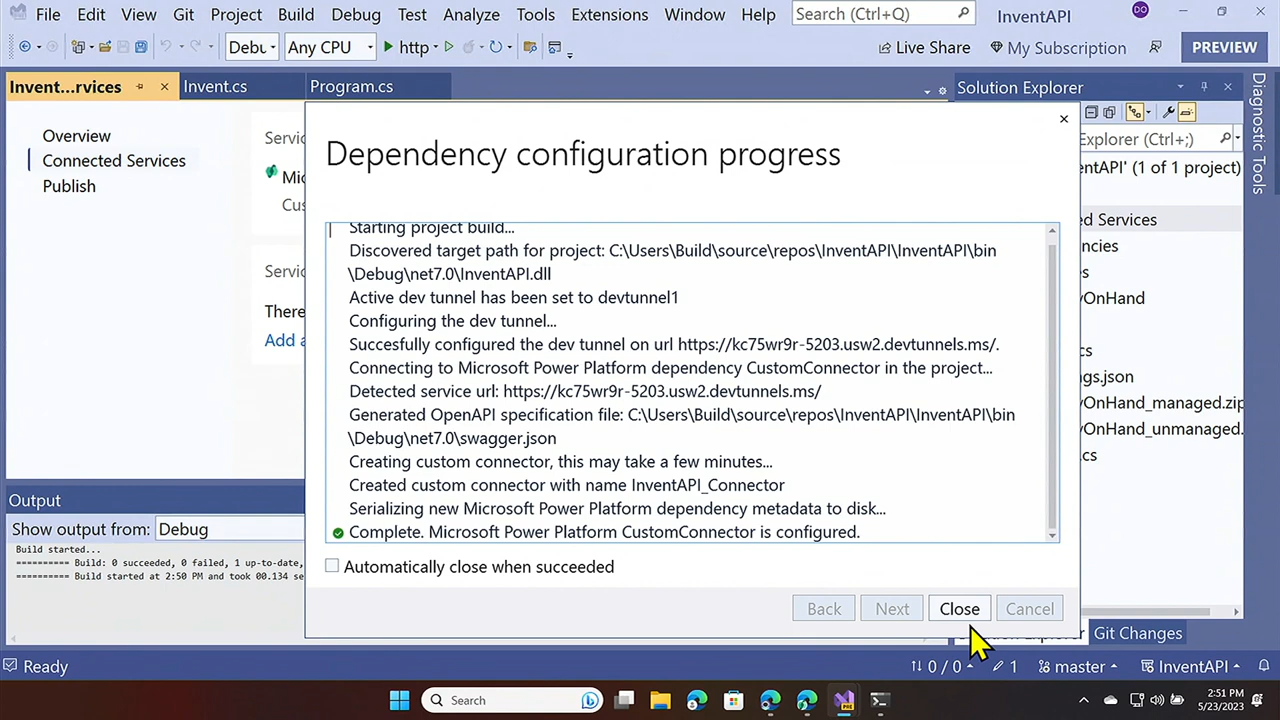 File Edit View Git Project Build Debug Test Analyze Tools Extensions Window Help Search (Ctrl+Q) InventAPI DO
Debu Any CPU http Live Share My Subscription PREVIEW
Invent...rvices Invent.cs Program.cs Solution Explorer
Diagnostic Tools
Overview
Connected Services
Publish
Servic
Mic
Cus
Servic
There
Add a
Dependency configuration progress
Starting project build...
Discovered target path for project: C:\Users\Build\source\repos\InventAPI\InventAPI\bin
\Debug\net7.0\InventAPI.dll
Active dev tunnel has been set to devtunnel1
Configuring the dev tunnel...
Succesfully configured the dev tunnel on url https://kc75wr9r-5203.usw2.devtunnels.ms/.
Connecting to Microsoft Power Platform dependency CustomConnector in the project...
Detected service url: https://kc75wr9r-5203.usw2.devtunnels.ms/
Generated OpenAPI specification file: C:\Users\Build\source\repos\InventAPI\InventAPI\bin
\Debug\net7.0\swagger.json
Creating custom connector, this may take a few minutes...
Created custom connector with name InventAPI_Connector
Serializing new Microsoft Power Platform dependency metadata to disk...
Complete. Microsoft Power Platform CustomConnector is configured.
Automatically close when succeeded
Back Next Close Cancel
Explorer (Ctrl+;)
entAPI' (1 of 1 project)
ed Services
encies
es
yOnHand
cs
ngs.json
yOnHand_managed.zip
yOnHand_unmanaged.
.cs
Output
Show output from: Debug
Build started...
========== Build: 0 succeeded, 0 failed, 1 up-to-date,
========== Build started at 2:50 PM and took 00.134 se
Git Changes
Ready 0 / 0 1 master InventAPI
Search
2:51 PM
5/23/2023